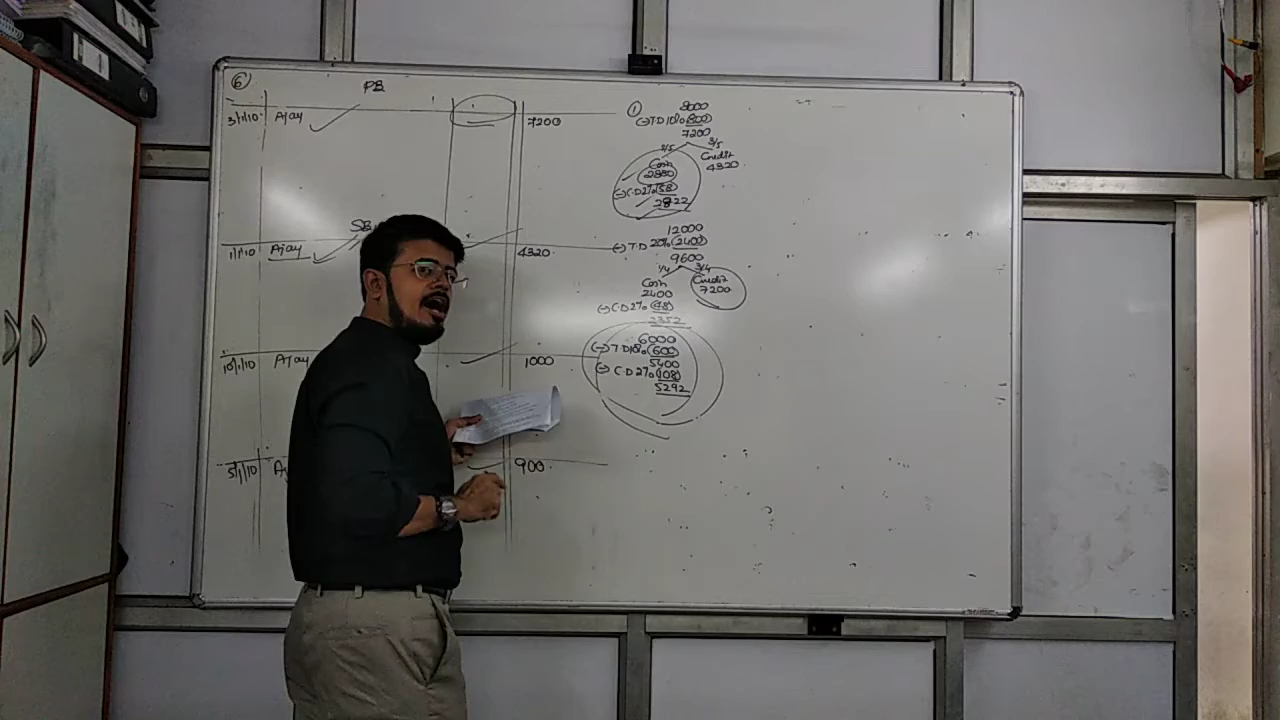 6
PB
3/1/10 Ajay 7200
SB
1/1/10 Ajay 4320
10/1/10 Ajay 1000
Aj 900
1 8000
(-) TD 10% (800)
7200
2/5 3/5
Cash Credit
2880 4320
(-) CD 2% (58)
2822
12000
(-) TD 20% (2400)
9600
1/4 3/4
Cash Credit
2400 7200
(-) CD 2% (48)
2352
6000
(-) TD 10% (600)
5400
(-) CD 2% (108)
5292